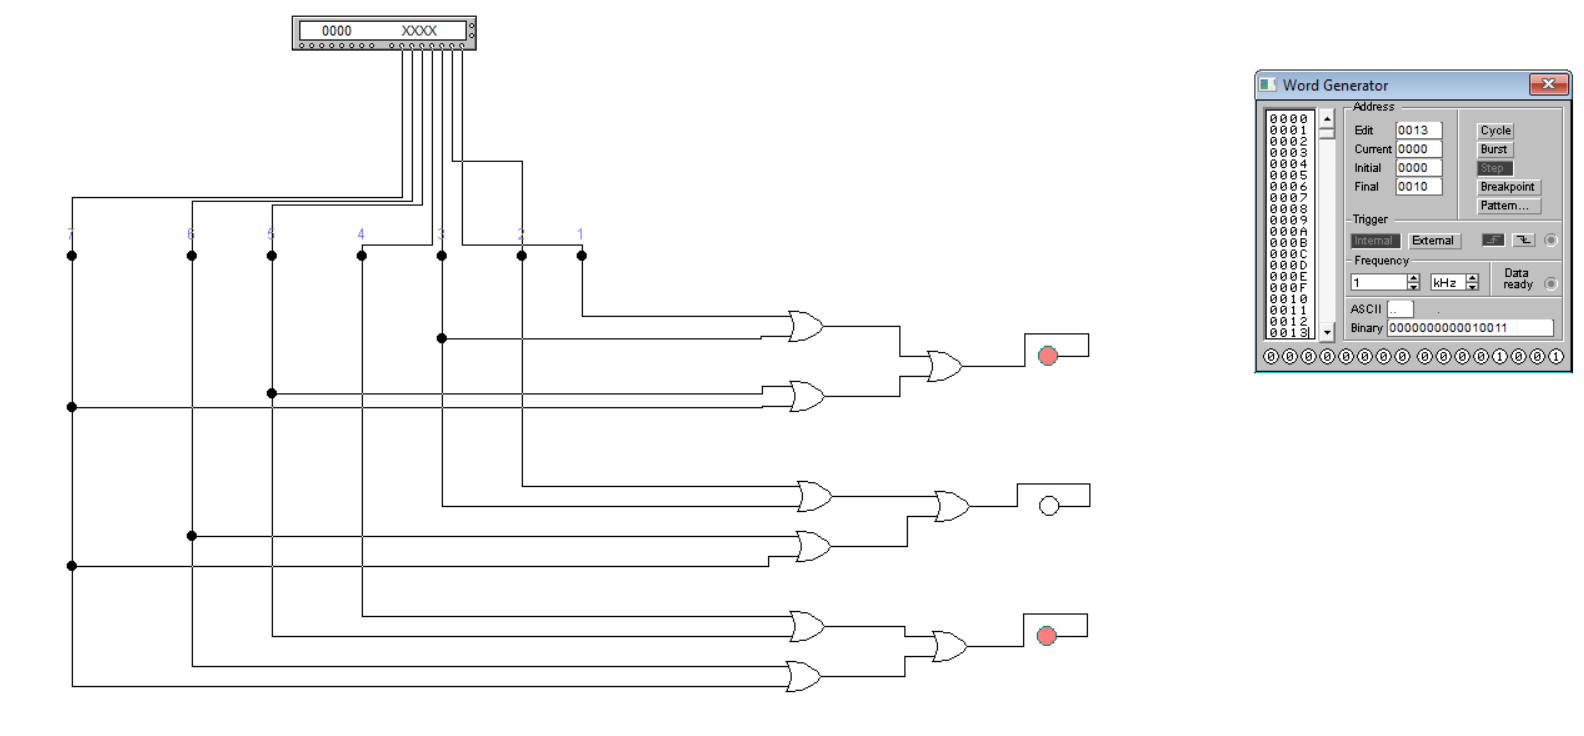 0000 XXXX
7 6 5 4 3 2 1
Word Generator
0000
0001
0002
0003
0004
0005
0006
0007
0008
0009
000A
000B
000C
000D
000E
000F
0010
0011
0012
0013
Address
Edit 0013
Current 0000
Initial 0000
Final 0010
Cycle
Burst
Step
Breakpoint
Pattern...
Trigger
Internal External
Frequency
1 kHz
Data
ready
ASCII ..
Binary 0000000000010011
0 0 0 0 0 0 0 0 0 0 0 0 1 0 0 1